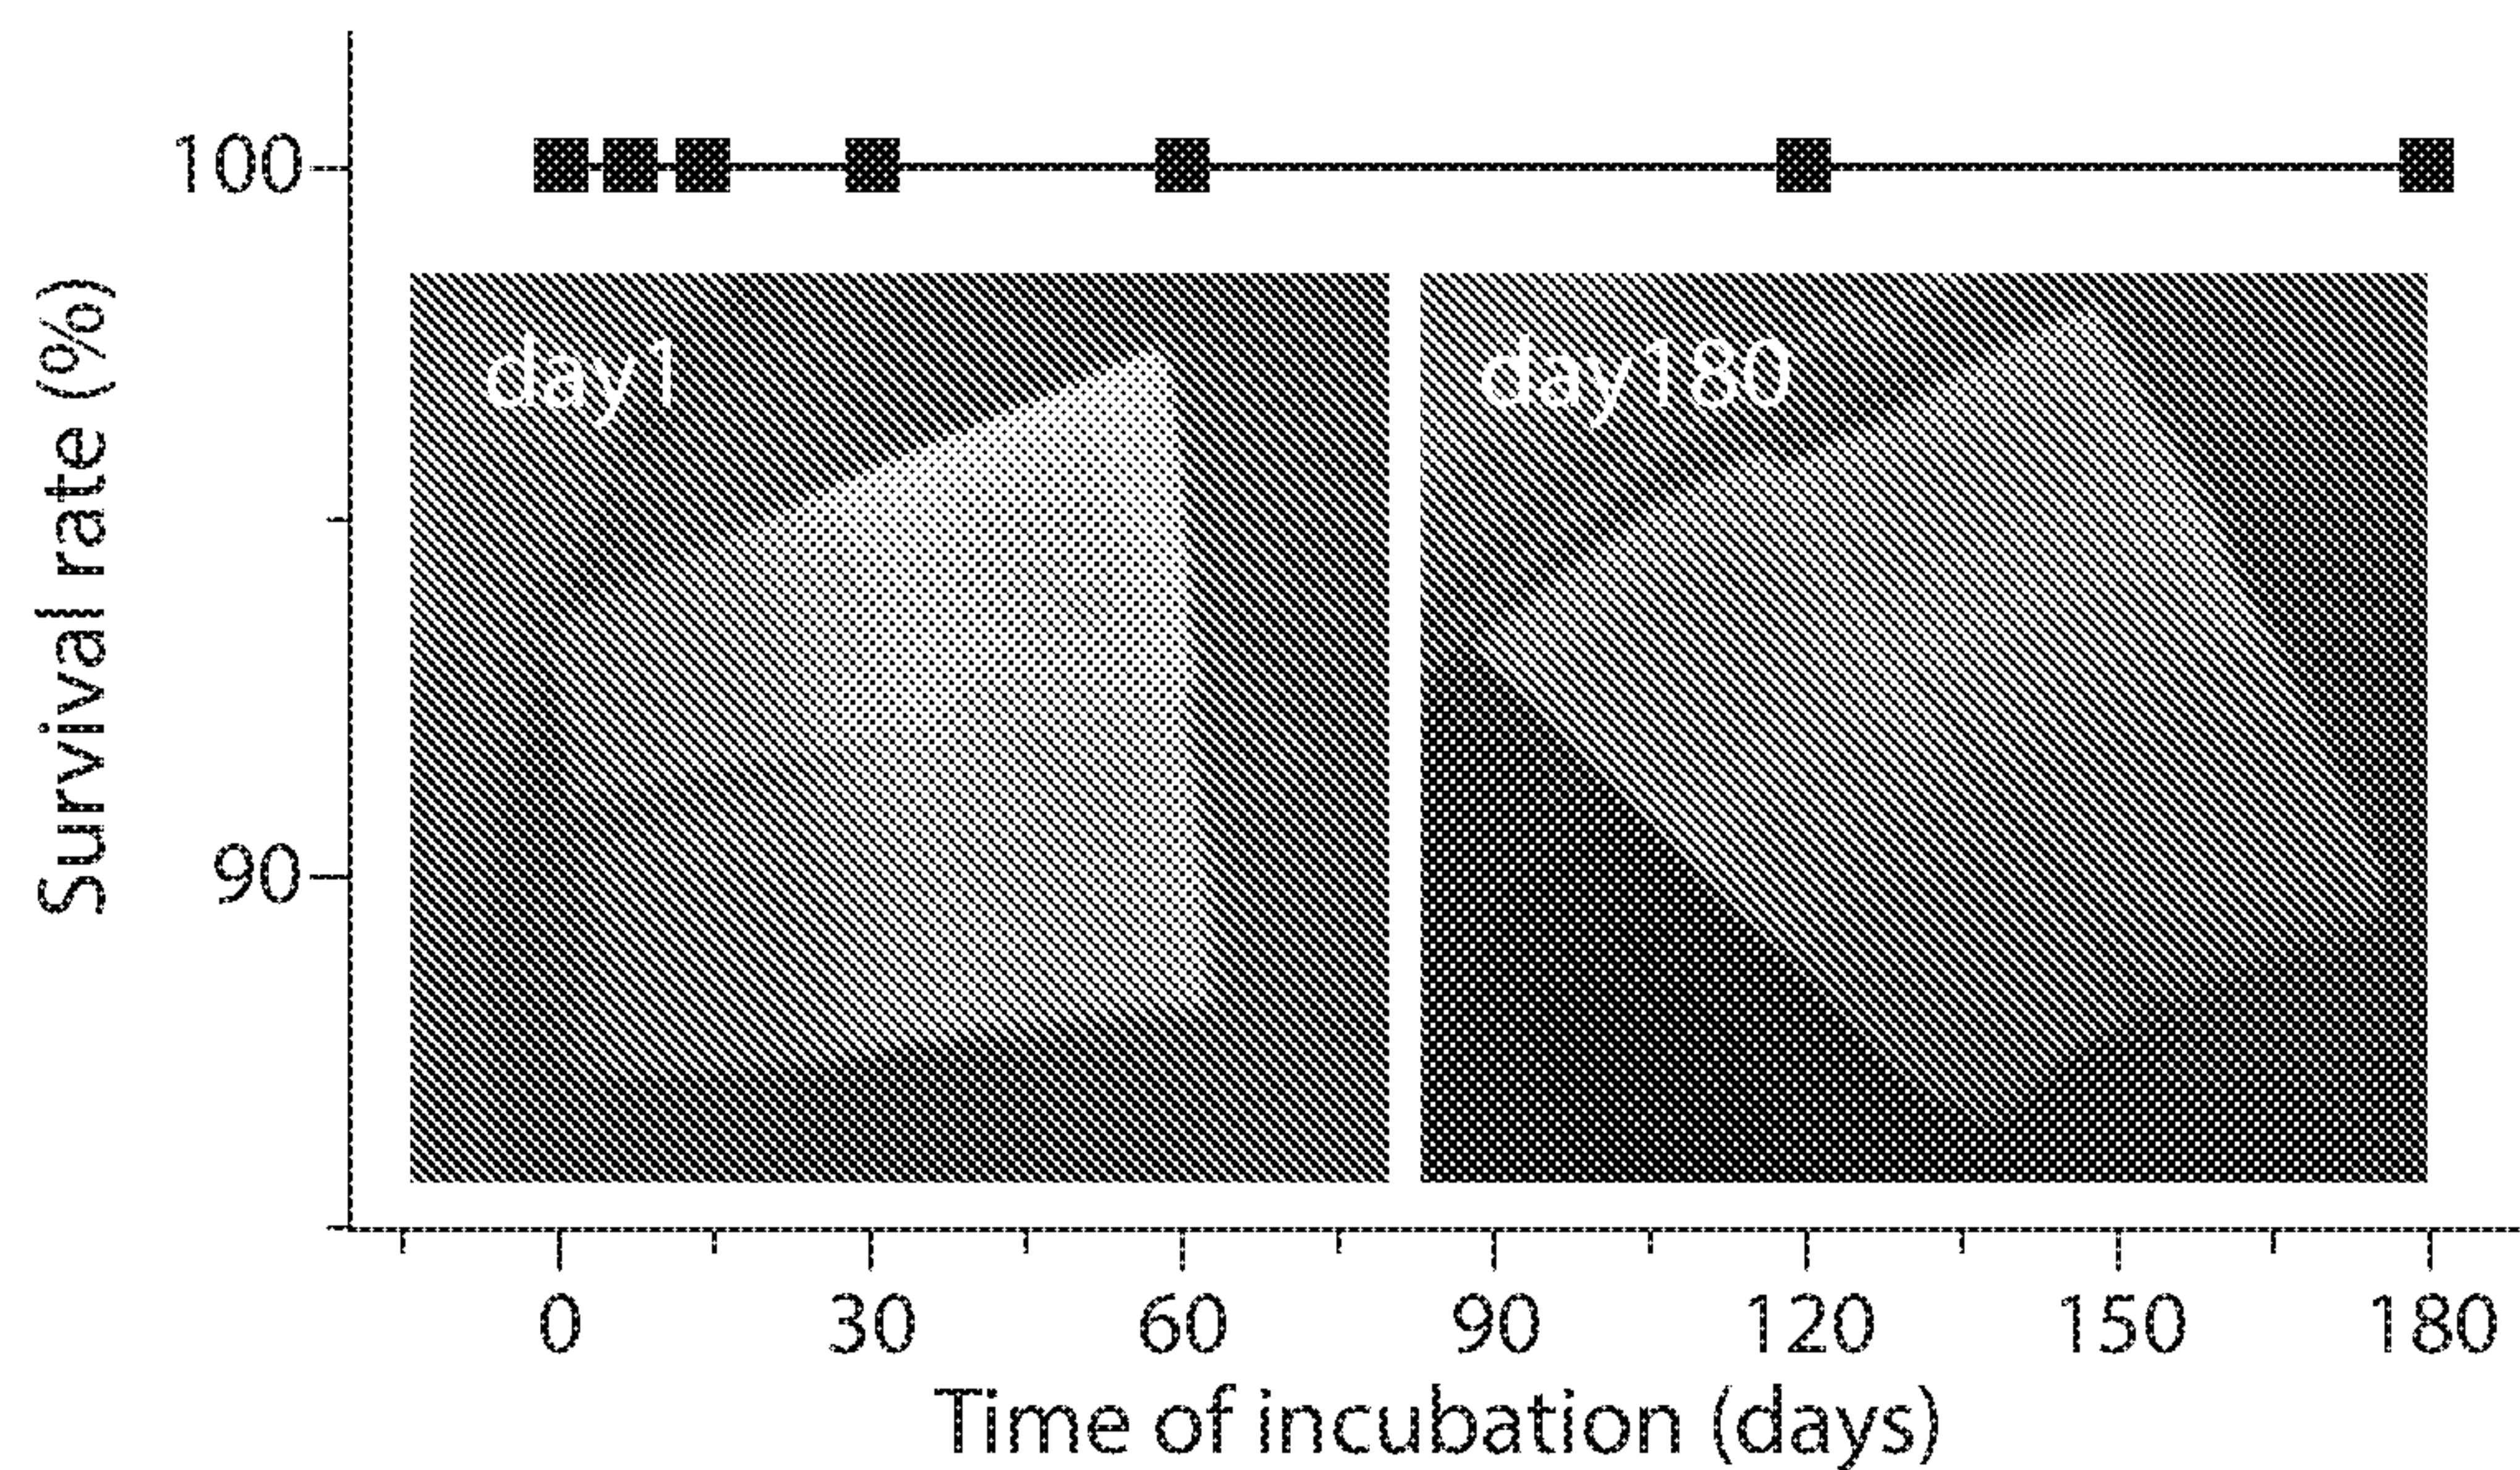 100
90
Survival rate (%)
day1
day180
0 30 60 90 120 150 180
Time of incubation (days)